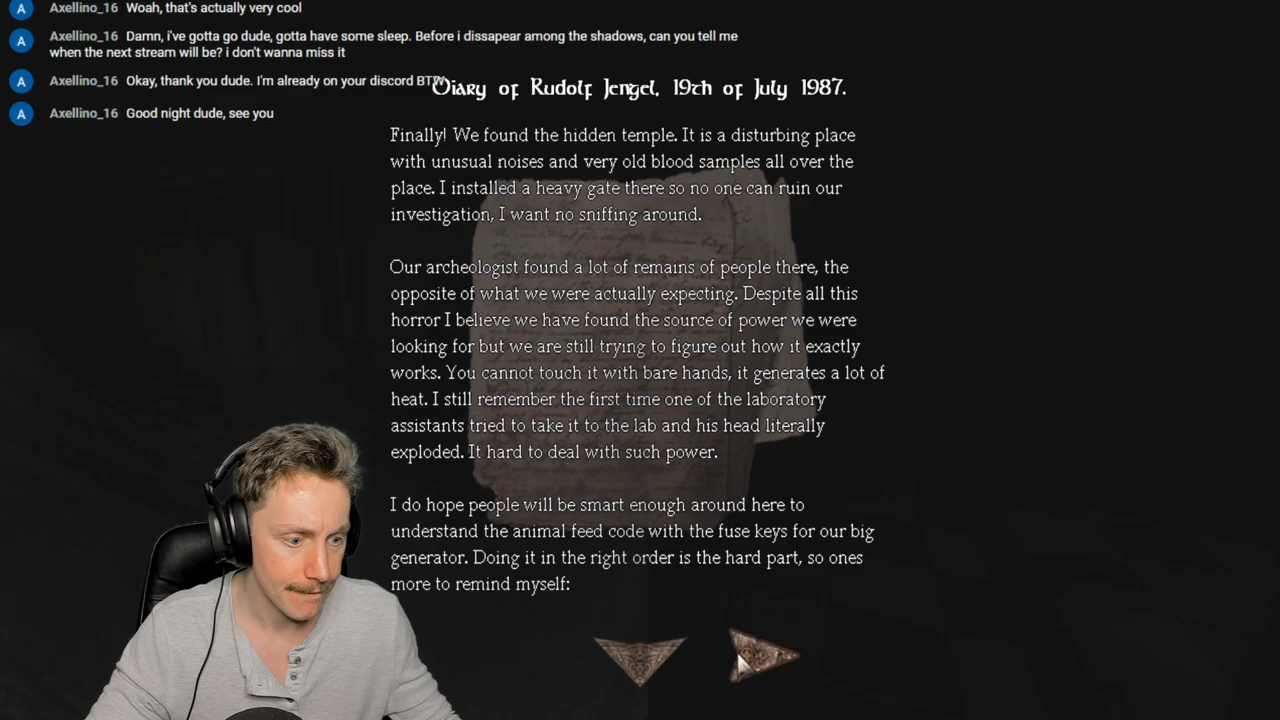 Axellino_16 Woah, that's actually very cool
Axellino_16 Damn, i've gotta go dude, gotta have some sleep. Before i dissapear among the shadows, can you tell me
when the next stream will be? i don't wanna miss it
Axellino_16 Okay, thank you dude. I'm already on your discord BTW
Axellino_16 Good night dude, see you
Diary of Rudolf Jengel, 19th of July 1987.
Finally! We found the hidden temple. It is a disturbing place
with unusual noises and very old blood samples all over the
place. I installed a heavy gate there so no one can ruin our
investigation, I want no sniffing around.
Our archeologist found a lot of remains of people there, the
opposite of what we were actually expecting. Despite all this
horror I believe we have found the source of power we were
looking for but we are still trying to figure out how it exactly
works. You cannot touch it with bare hands, it generates a lot of
heat. I still remember the first time one of the laboratory
assistants tried to take it to the lab and his head literally
exploded. It hard to deal with such power.
I do hope people will be smart enough around here to
understand the animal feed code with the fuse keys for our big
generator. Doing it in the right order is the hard part, so ones
more to remind myself: